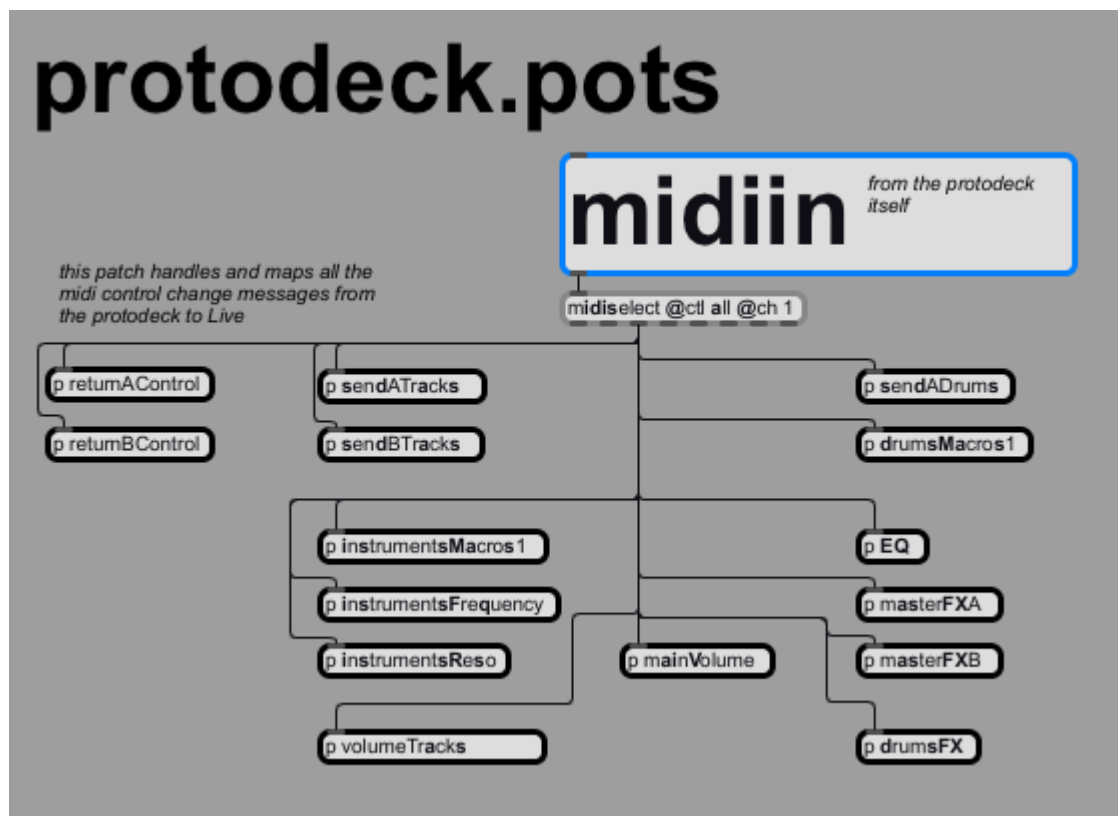 protodeck.pots
midiin
from the protodeck
itself
this patch handles and maps all the
midi control change messages from
the protodeck to Live
midiselect @ctl all @ch 1
p returnAControl
p sendATracks
p sendADrums
p returnBControl
p sendBTracks
p drumsMacros1
p instrumentsMacros1
p EQ
p instrumentsFrequency
p masterFXA
p instrumentsReso
p mainVolume
p masterFXB
p volumeTracks
p drumsFX